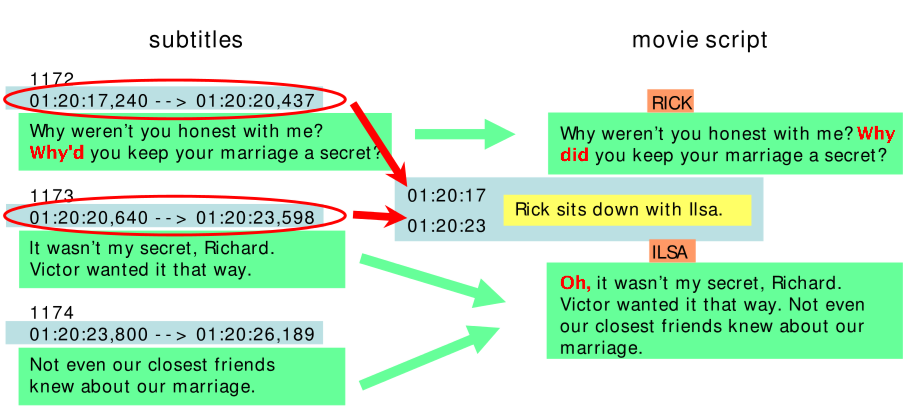 subtitles
1172
01:20:17,240 --> 01:20:20,437
Why weren't you honest with me?
Why'd you keep your marriage a secret?
1173
01:20:20,640 --> 01:20:23,598
It wasn't my secret, Richard.
Victor wanted it that way.
1174
01:20:23,800 --> 01:20:26,189
Not even our closest friends
knew about our marriage.
movie script
RICK
Why weren't you honest with me? Why
did you keep your marriage a secret?
01:20:17
01:20:23
Rick sits down with Ilsa.
ILSA
Oh, it wasn't my secret, Richard.
Victor wanted it that way. Not even
our closest friends knew about our
marriage.